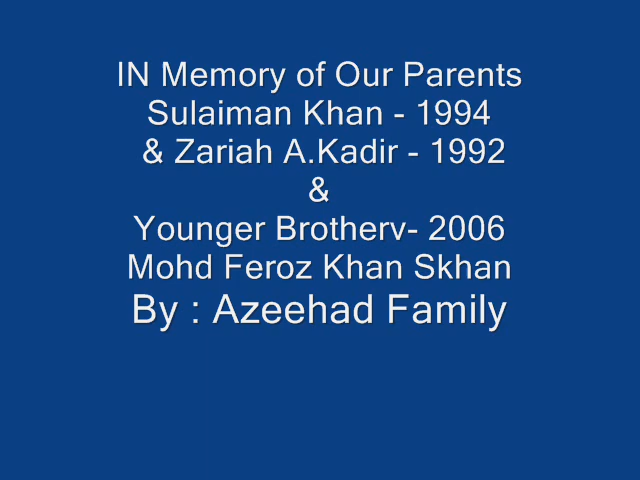 IN Memory of Our Parents
Sulaiman Khan - 1994
& Zariah A.Kadir - 1992
&
Younger Brotherv- 2006
Mohd Feroz Khan Skhan
By : Azeehad Family